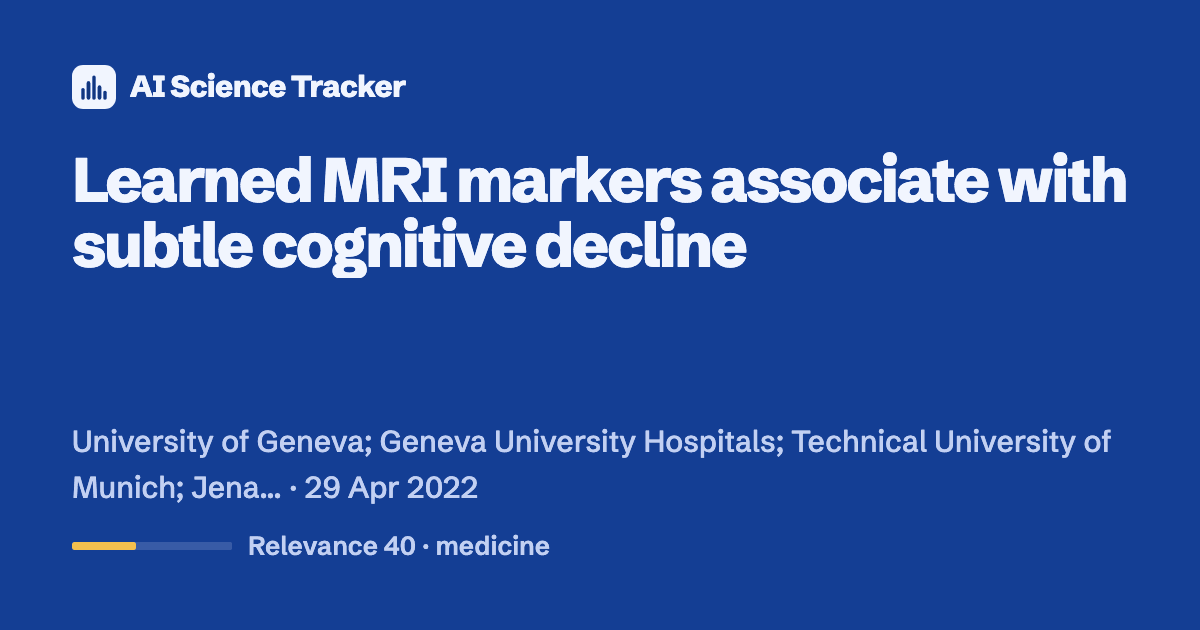 AI Science Tracker
Learned MRI markers associate with
subtle cognitive decline
University of Geneva; Geneva University Hospitals; Technical University of
Munich; Jena... · 29 Apr 2022
Relevance 40 · medicine